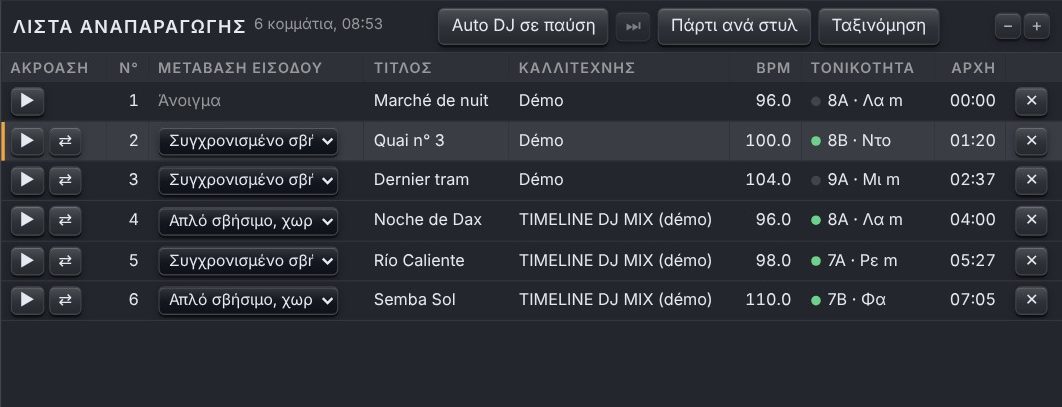 ΛΙΣΤΑ ΑΝΑΠΑΡΑΓΩΓΗΣ 6 κομμάτια, 08:53 Auto DJ σε παύση Πάρτι ανά στυλ Ταξινόμηση
ΑΚΡΟΑΣΗ Ν° ΜΕΤΑΒΑΣΗ ΕΙΣΟΔΟΥ ΤΙΤΛΟΣ ΚΑΛΛΙΤΕΧΝΗΣ BPM ΤΟΝΙΚΟΤΗΤΑ ΑΡΧΗ
1 Άνοιγμα Marché de nuit Démo 96.0 8A · Λα m 00:00
2 Συγχρονισμένο σβή Quai n° 3 Démo 100.0 8B · Ντο 01:20
3 Συγχρονισμένο σβή Dernier tram Démo 104.0 9A · Μι m 02:37
4 Απλό σβήσιμο, χωρ Noche de Dax TIMELINE DJ MIX (démo) 96.0 8A · Λα m 04:00
5 Συγχρονισμένο σβή Río Caliente TIMELINE DJ MIX (démo) 98.0 7A · Ρε m 05:27
6 Απλό σβήσιμο, χωρ Semba Sol TIMELINE DJ MIX (démo) 110.0 7B · Φα 07:05